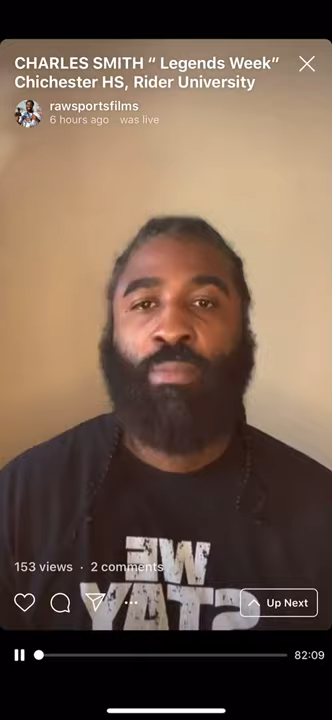 CHARLES SMITH “ Legends Week”
Chichester HS, Rider University
rawsportsfilms
6 hours ago was live
WE
STAY
153 views · 2 comments
Up Next
82:09